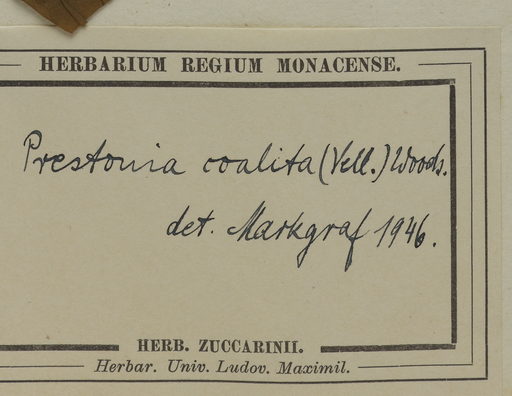 HERBARIUM REGIUM MONACENSE.
Prestonia coalita (Vell.) Woods.
det. Markgraf 1946.
HERB. ZUCCARINII.
Herbar. Univ. Ludov. Maximil.